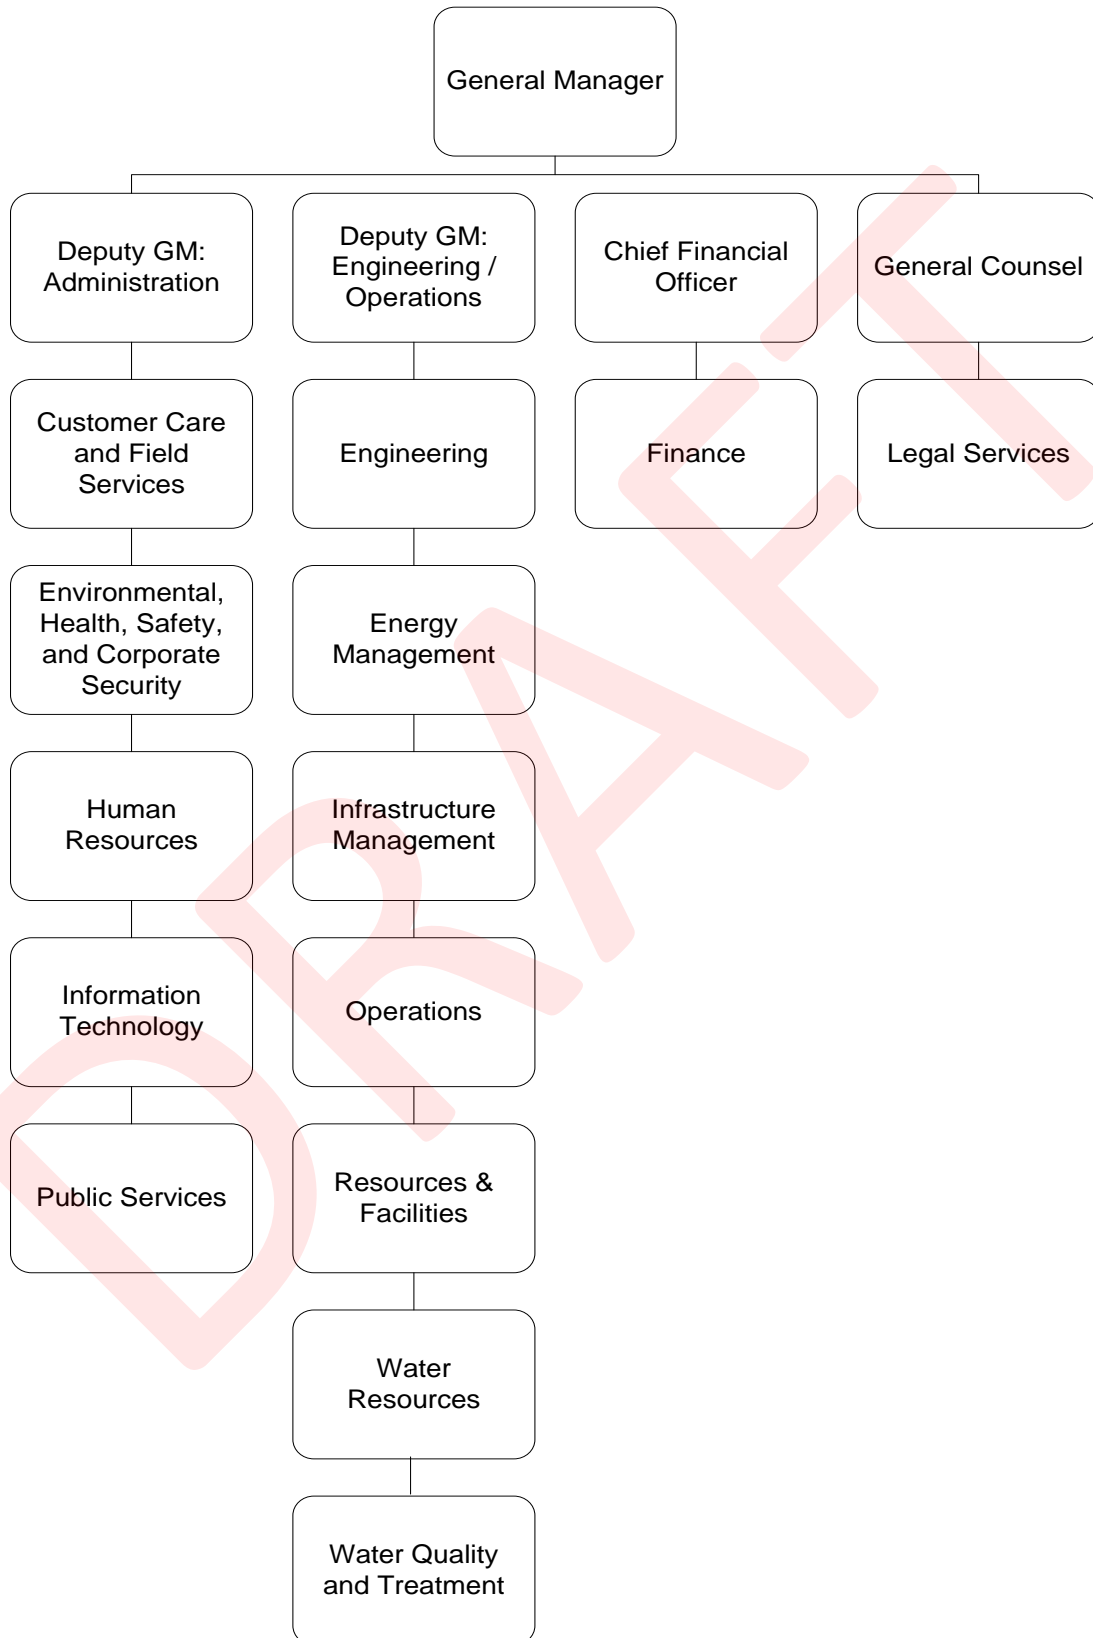 General Manager
Deputy GM:
Administration
Deputy GM:
Engineering /
Operations
Chief Financial
Officer
General Counsel
Customer Care
and Field
Services
Engineering
Finance
Legal Services
Environmental,
Health, Safety,
and Corporate
Security
Energy
Management
Human
Resources
Infrastructure
Management
Information
Technology
Operations
Public Services
Resources &
Facilities
Water
Resources
Water Quality
and Treatment
DRAFT